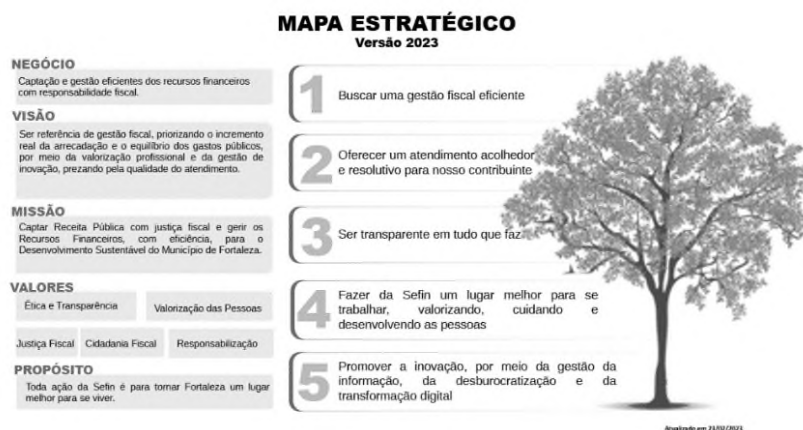 MAPA ESTRATÉGICO
Versão 2023
NEGÓCIO
Captação e gestão eficientes dos recursos financeiros
com responsabilidade fiscal.
VISÃO
Ser referência de gestão fiscal, priorizando o incremento
real da arrecadação e o equilíbrio dos gastos públicos,
por meio da valorização profissional e da gestão de
inovação, prezando pela qualidade do atendimento.
MISSÃO
Captar Receita Pública com justiça fiscal e gerir os
Recursos Financeiros, com eficiência, para o
Desenvolvimento Sustentável do Município de Fortaleza.
VALORES
Ética e Transparência
Valorização das Pessoas
Justiça Fiscal
Cidadania Fiscal
Responsabilização
PROPÓSITO
Toda ação da Sefin é para tornar Fortaleza um lugar
melhor para se viver.
1
Buscar uma gestão fiscal eficiente
2
Oferecer um atendimento acolhedor
e resolutivo para nosso contribuinte
3
Ser transparente em tudo que faz
4
Fazer da Sefin um lugar melhor para se
trabalhar, valorizando, cuidando e
desenvolvendo as pessoas
5
Promover a inovação, por meio da gestão da
informação, da desburocratização e da
transformação digital
Atualizado em 23/02/2023